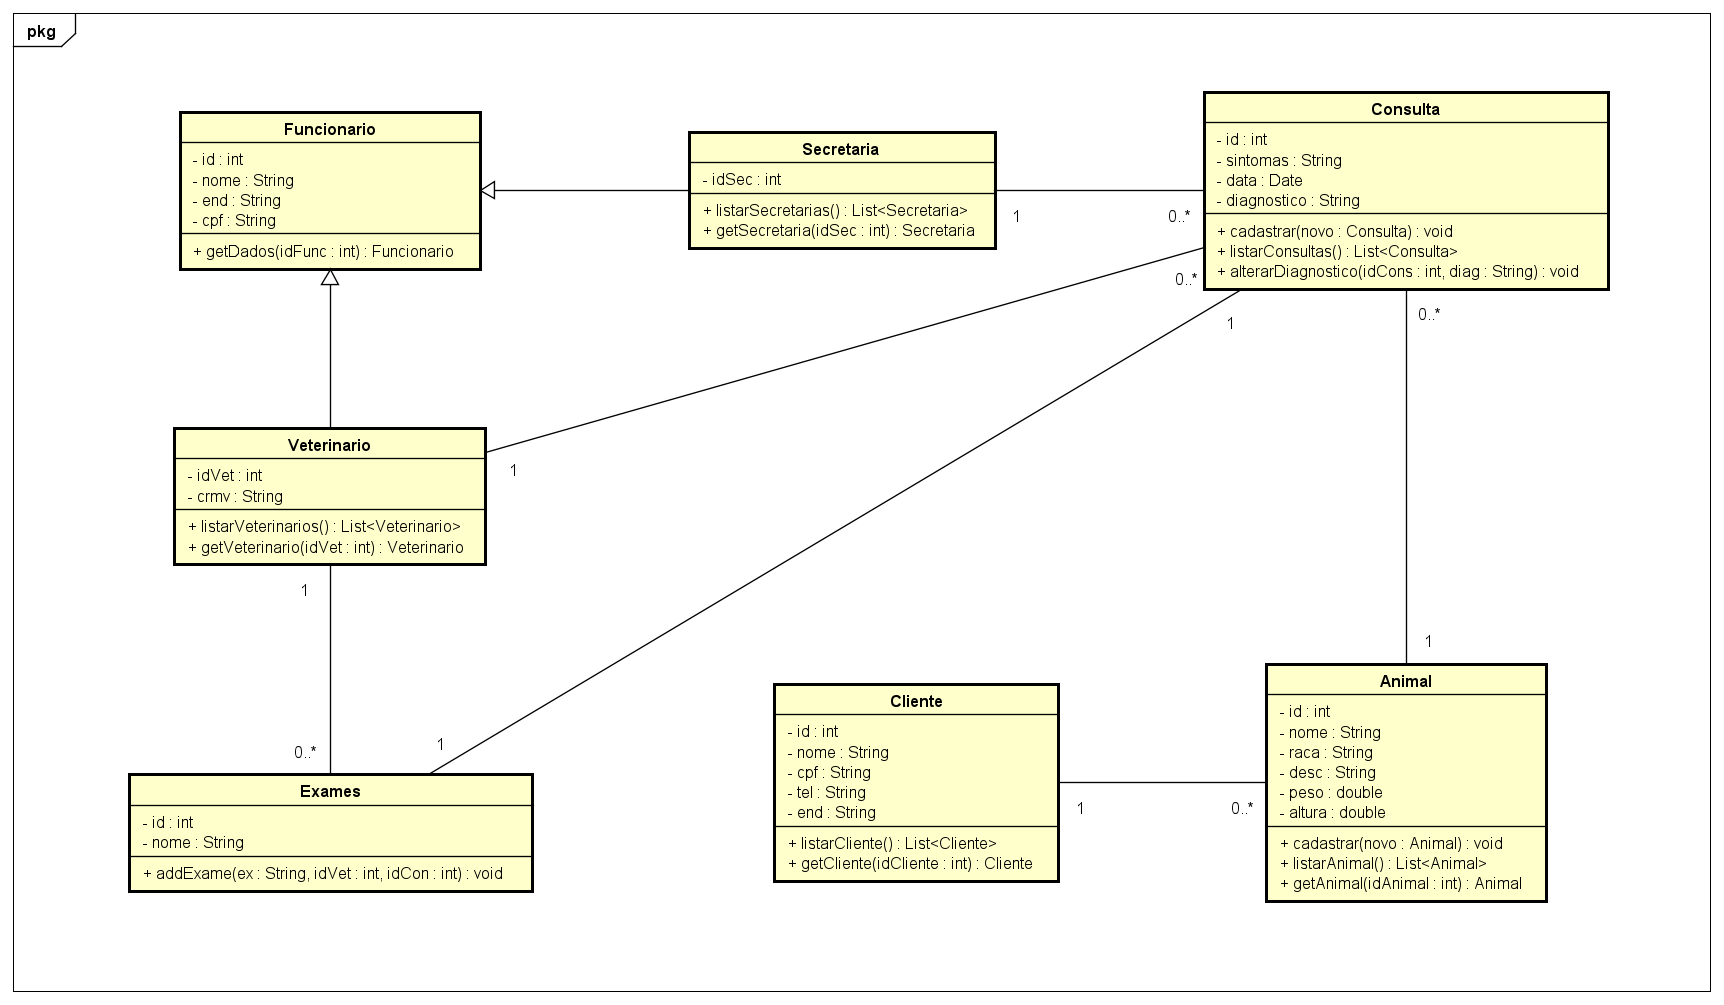 pkg
Funcionario
- id : int
- nome : String
- end : String
- cpf : String
+ getDados(idFunc : int) : Funcionario
Secretaria
- idSec : int
+ listarSecretarias() : List<Secretaria>
+ getSecretaria(idSec : int) : Secretaria
1
0..*
Consulta
- id : int
- sintomas : String
- data : Date
- diagnostico : String
+ cadastrar(novo : Consulta) : void
+ listarConsultas() : List<Consulta>
+ alterarDiagnostico(idCons : int, diag : String) : void
0..*
1
0..*
Veterinario
- idVet : int
- crmv : String
+ listarVeterinarios() : List<Veterinario>
+ getVeterinario(idVet : int) : Veterinario
1
1
0..*
1
1
Exames
- id : int
- nome : String
+ addExame(ex : String, idVet : int, idCon : int) : void
Cliente
- id : int
- nome : String
- cpf : String
- tel : String
- end : String
+ listarCliente() : List<Cliente>
+ getCliente(idCliente : int) : Cliente
1
0..*
Animal
- id : int
- nome : String
- raca : String
- desc : String
- peso : double
- altura : double
+ cadastrar(novo : Animal) : void
+ listarAnimal() : List<Animal>
+ getAnimal(idAnimal : int) : Animal